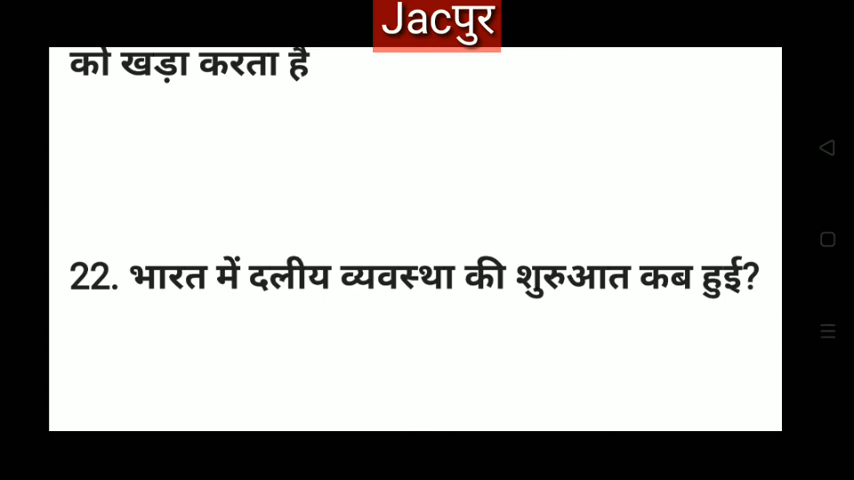 Jacपुर
को खड़ा करता है
22. भारत में दलीय व्यवस्था की शुरुआत कब हुई?